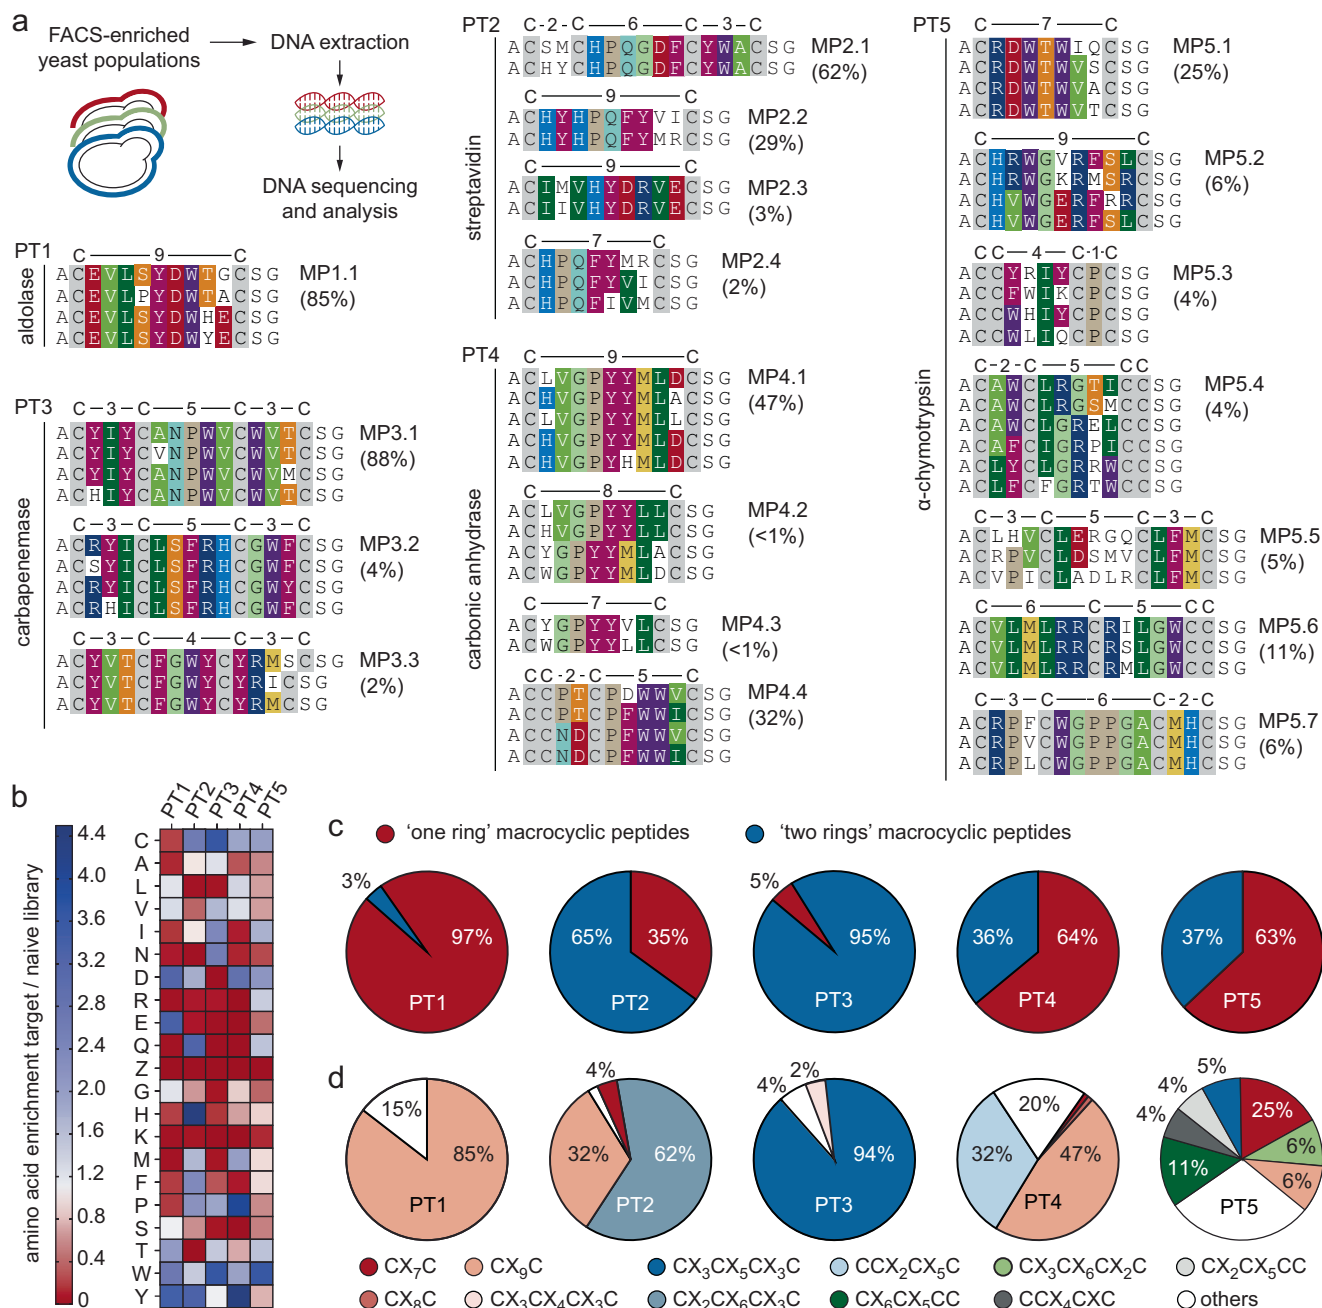 a
FACS-enriched
yeast populations
DNA extraction
DNA sequencing
and analysis
PT1
aldolase
C 9 C
ACEVLSYDWTGCSG
ACEVLPYDWTACSG
ACEVLSYDWHECSG
ACEVLSYDWYECSG
MP1.1
(85%)
PT3
carbapenemase
C-3-C-5-C-3-C
ACYIYCANPWVCWVTCSG
ACYIYCVNPWVCWVTCSG
ACYIYCANPWVCWVMCSG
ACHIYCANPWVCWVTCSG
MP3.1
(88%)
C-3-C-5-C-3-C
ACRYICLSFRHCGWFCSG
ACSYICLSFRHCGWFCSG
ACRYICLSFRHCGWYCSG
ACRHICLSFRHCGWFCSG
MP3.2
(4%)
C-3-C-4-C-3-C
ACYVTCFGWYCYRMSCSG
ACYVTCFGWYCYRICSG
ACYVTCFGWYCYRMCSG
MP3.3
(2%)
PT2
streptavidin
C-2-C-6-C-3-C
ACSMCHPQGDFCYWACSG
ACHYCHPQGDFCYWACSG
MP2.1
(62%)
C 9 C
ACHYHPQFYVICSG
ACHYHPQFYMRCSG
MP2.2
(29%)
C 9 C
ACIMVHYDRVECSG
ACIIVHYDRVECSG
MP2.3
(3%)
C 7 C
ACHPQFYMRCSG
ACHPQFYVICSG
ACHPQFIVMCSG
MP2.4
(2%)
PT4
carbonic anhydrase
C 9 C
ACLVGPYYMLDCSG
ACHVGPYYMLACSG
ACLVGPYYMLLCSG
ACHVGPYYMLDCSG
ACHVGPYHMLDCSG
MP4.1
(47%)
C 8 C
ACLVGPYYLLCSG
ACHVGPYYLLCSG
ACYGPYYMLACSG
ACWGPYYMLDCSG
MP4.2
(<1%)
C 7 C
ACYGPYYVLCSG
ACWGPYYLLCSG
MP4.3
(<1%)
CC-2-C-5-C
ACCPTCPDWWVCSG
ACCPTCPFWWICSG
ACCNDCPFWWVCSG
ACCNDCPFWWICSG
MP4.4
(32%)
PT5
α-chymotrypsin
C 7 C
ACRDWTWIQCSG
ACRDWTWVSCSG
ACRDWTWVACSG
ACRDWTWVTCSG
MP5.1
(25%)
C 9 C
ACHRWGVRFSLCSG
ACHRWGKRMSRCSG
ACHVWGERFRRCSG
ACHVWGERFSLCSG
MP5.2
(6%)
CC-4-C-1-C
ACCYRIYCPCSG
ACCFWIKCPCSG
ACCWHIYCPCSG
ACCWLIQCPCSG
MP5.3
(4%)
C-2-C-5-CC
ACAWCLRGTICCSG
ACAWCLRGSMCCSG
ACAWCLGRELCCSG
ACAFCIGRPICCSG
ACLYCLGRRWCCSG
ACLFCFGRTWCCSG
MP5.4
(4%)
C-3-C-5-C-3-C
ACLHVCLERGQCLFMCSG
ACRPVCLDSMVCLFMCSG
ACVPICLADLRCLFMCSG
MP5.5
(5%)
C-6-C-5-CC
ACVLMLRRCRILGWCCSG
ACVLMLRRCRSLGWCCSG
ACVLMLRRCRMLGWCCSG
MP5.6
(11%)
C-3-C-6-C-2-C
ACRPFCWGPPGACMHCSG
ACRPVCWGPPGACMHCSG
ACRPLCWGPPGACMHCSG
MP5.7
(6%)
b
amino acid enrichment target / naive library
4.4
4.0
3.6
3.2
2.8
2.4
2.0
1.6
1.2
0.8
0.4
0
PT1 PT2 PT3 PT4 PT5
C
A
L
V
I
N
D
R
E
Q
Z
G
H
K
M
F
P
S
T
W
Y
c
'one ring' macrocyclic peptides
'two rings' macrocyclic peptides
3% 97% PT1
65% 35% PT2
5% 95% PT3
36% 64% PT4
37% 63% PT5
d
15% 85% PT1
4% 32% 62% PT2
4% 2% 94% PT3
20% 32% 47% PT4
5% 4% 4% 11% 25% 6% 6% PT5
CX7C
CX9C
CX3CX5CX3C
CCX2CX5C
CX3CX6CX2C
CX2CX5CC
CX8C
CX3CX4CX3C
CX2CX6CX3C
CX6CX5CC
CCX4CXC
others